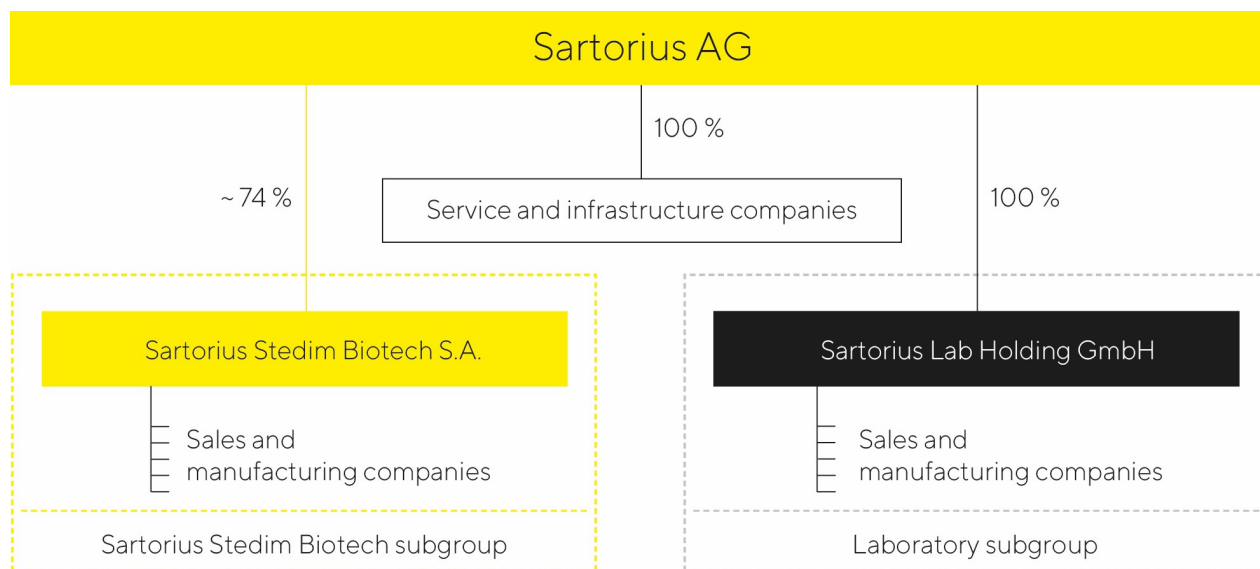 Sartorius AG
100 %
~ 74 %
Service and infrastructure companies
100 %
Sartorius Stedim Biotech S.A.
Sales and
manufacturing companies
Sartorius Stedim Biotech subgroup
Sartorius Lab Holding GmbH
Sales and
manufacturing companies
Laboratory subgroup